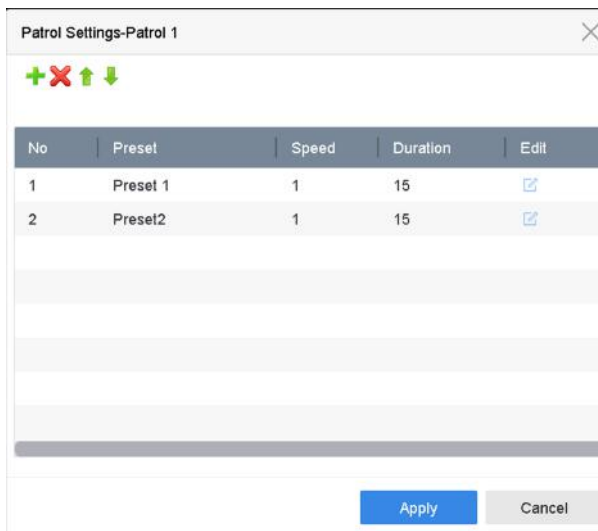 Patrol Settings-Patrol 1
No Preset Speed Duration Edit
1 Preset 1 1 15
2 Preset2 1 15
Apply Cancel